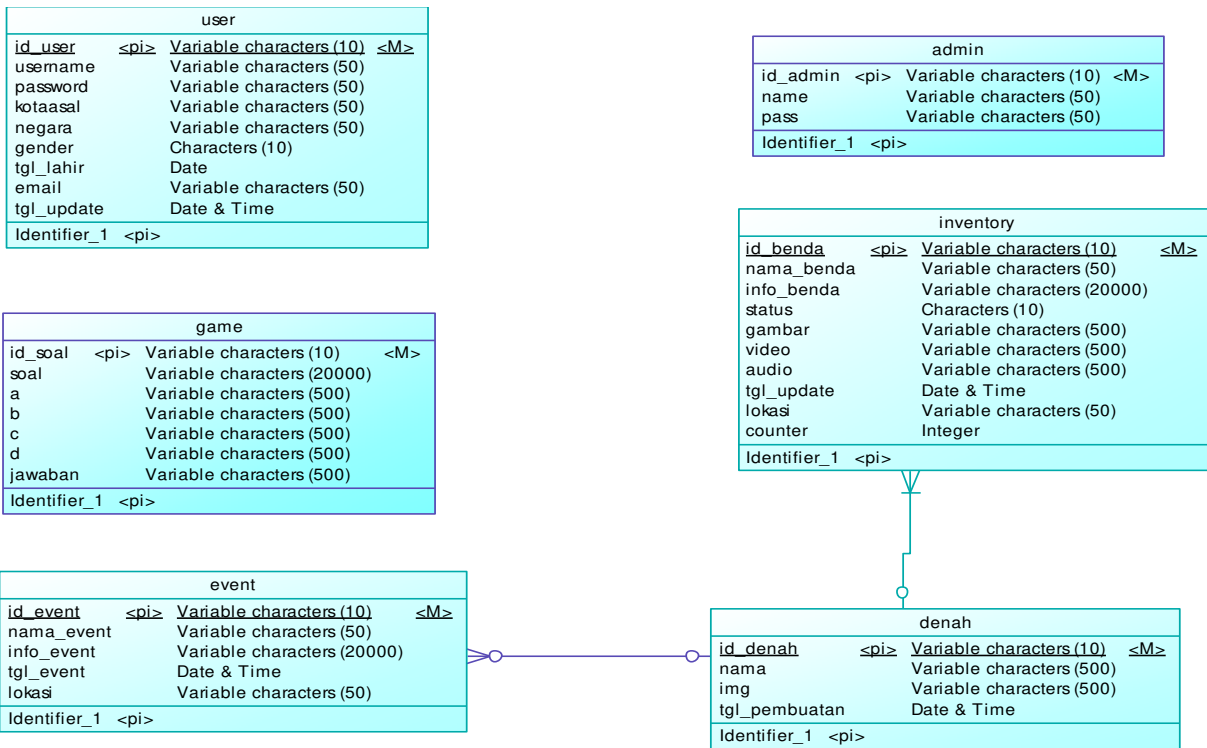 user
id_user <pi> Variable characters (10) <M>
username Variable characters (50)
password Variable characters (50)
kotaasal Variable characters (50)
negara Variable characters (50)
gender Characters (10)
tgl_lahir Date
email Variable characters (50)
tgl_update Date & Time
Identifier_1 <pi>
admin
id_admin <pi> Variable characters (10) <M>
name Variable characters (50)
pass Variable characters (50)
Identifier_1 <pi>
inventory
id_benda <pi> Variable characters (10) <M>
nama_benda Variable characters (50)
info_benda Variable characters (20000)
status Characters (10)
gambar Variable characters (500)
video Variable characters (500)
audio Variable characters (500)
tgl_update Date & Time
lokasi Variable characters (50)
counter Integer
Identifier_1 <pi>
game
id_soal <pi> Variable characters (10) <M>
soal Variable characters (20000)
a Variable characters (500)
b Variable characters (500)
c Variable characters (500)
d Variable characters (500)
jawaban Variable characters (500)
Identifier_1 <pi>
event
id_event <pi> Variable characters (10) <M>
nama_event Variable characters (50)
info_event Variable characters (20000)
tgl_event Date & Time
lokasi Variable characters (50)
Identifier_1 <pi>
denah
id_denah <pi> Variable characters (10) <M>
nama Variable characters (500)
img Variable characters (500)
tgl_pembuatan Date & Time
Identifier_1 <pi>